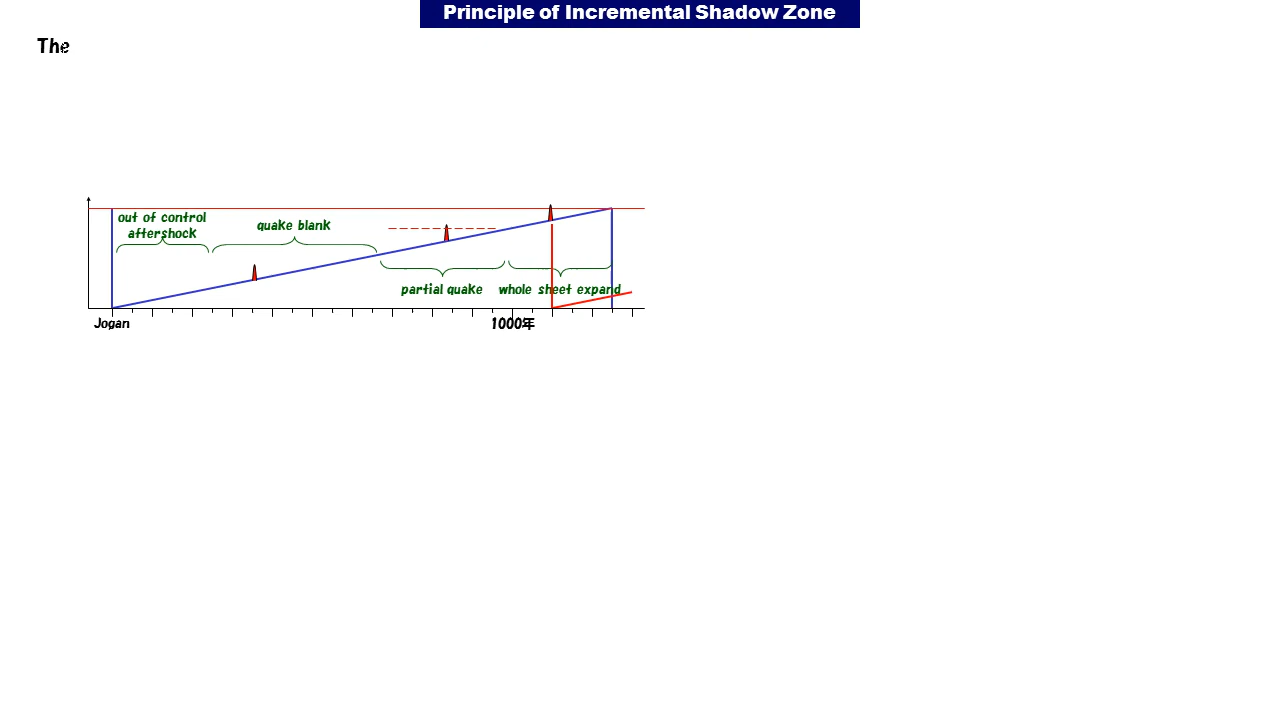 Principle of Incremental Shadow Zone
The
out of control
aftershock
quake blank
partial quake
whole sheet expand
Jogan
1000年